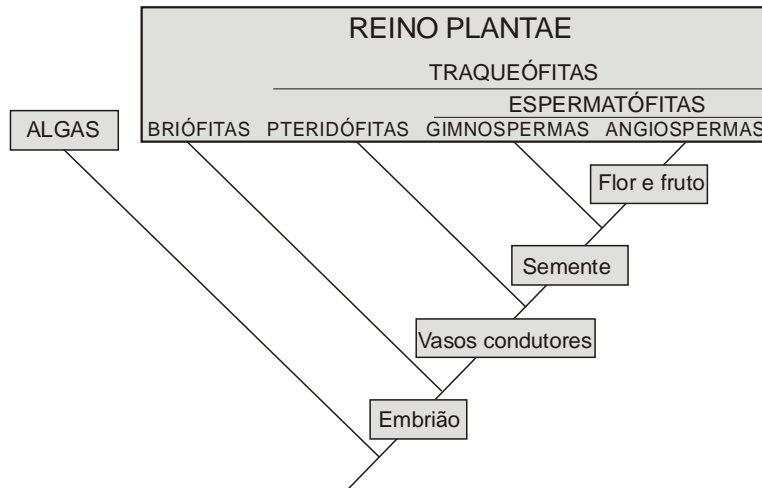 REINO PLANTAE
TRAQUEÓFITAS
ESPERMATÓFITAS
ALGAS
BRIÓFITAS PTERIDÓFITAS GIMNOSPERMAS ANGIOSPERMAS
Flor e fruto
Semente
Vasos condutores
Embrião